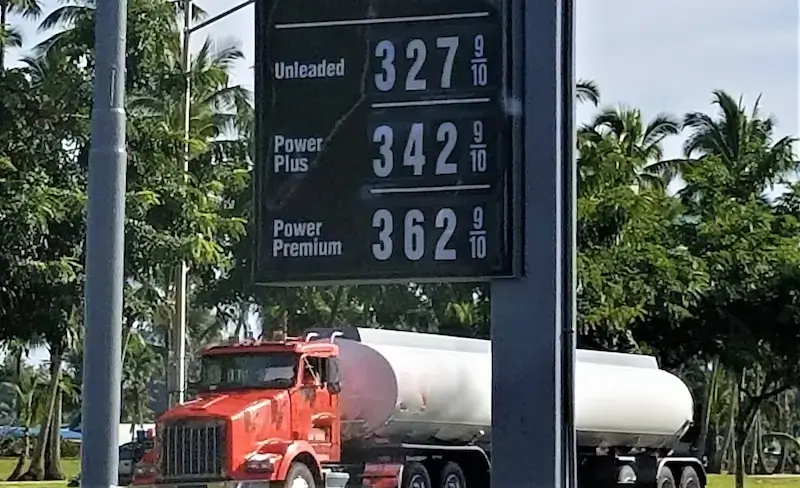 Unleaded 327 9/10
Power Plus 342 9/10
Power Premium 362 9/10